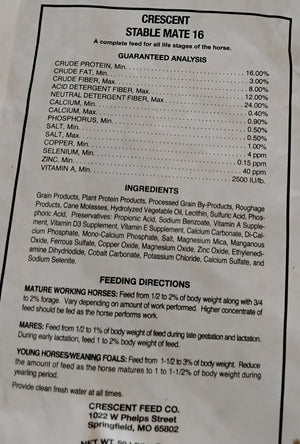 CRESCENT
STABLE MATE 16
A complete feed for all life stages of the horse.
GUARANTEED ANALYSIS
CRUDE PROTEIN, Min. 16.00%
CRUDE FAT, Min. 3.00%
CRUDE FIBER, Max. 8.00%
ACID DETERGENT FIBER, Max. 12.00%
NEUTRAL DETERGENT FIBER, Max 24.00%
CALCIUM, Min. 0.40%
CALCIUM, Max. 0.90%
PHOSPHORUS, Min. 0.50%
SALT, Min. 0.50%
SALT, Max. 1.00%
COPPER, Min. 4 ppm
SELENIUM, Min. 0.15 ppm
ZINC, Min. 40 ppm
VITAMIN A, Min. 2500 IU/lb.
INGREDIENTS
Grain Products, Plant Protein Products, Processed Grain By-Products, Roughage
Products, Cane Molasses, Hydrolyzed Vegetable Oil, Lecithin, Sulfuric Acid, Phos-
phoric. Preservatives: Propionic Acid, Sodium Benzoate, Vitamin A Supple-
ment, Vitamin D3 Supplement, Vitamin E Supplement, Calcium Carbonate, Di-Cal-
cium Phosphate, Mono-Calcium Phosphate, Salt, Magnesium Mica, Manganous
Oxide, Ferrous Sulfate, Copper Oxide, Magnesium Oxide, Zinc Oxide, Ethylenedi-
amine Dihydriodide, Cobalt Carbonate, Potassium Chloride, Calcium Sulfate, and
Sodium Selenite.
FEEDING DIRECTIONS
MATURE WORKING HORSES: Feed from 1/2 to 2% of body weight along with 3/4
to 2% forage. Vary depending on amount of work performed. Higher concentrate of
feed should be fed as the horse performs work.
MARES: Feed from 1/2 to 1% of body weight of feed during late gestation and lactation.
During early lactation, feed 1 to 2% body weight of feed.
YOUNG HORSES/WEANING FOALS: Feed from 1-1/2 to 3% of body weight. Reduce
the amount of feed as the horse matures to 1 to 1-1/2% of body weight during
yearling period.
Provide clean fresh water at all times.
CRESCENT FEED CO.
1022 W Phelps Street
Springfield, MO 65802
NET WT. 50